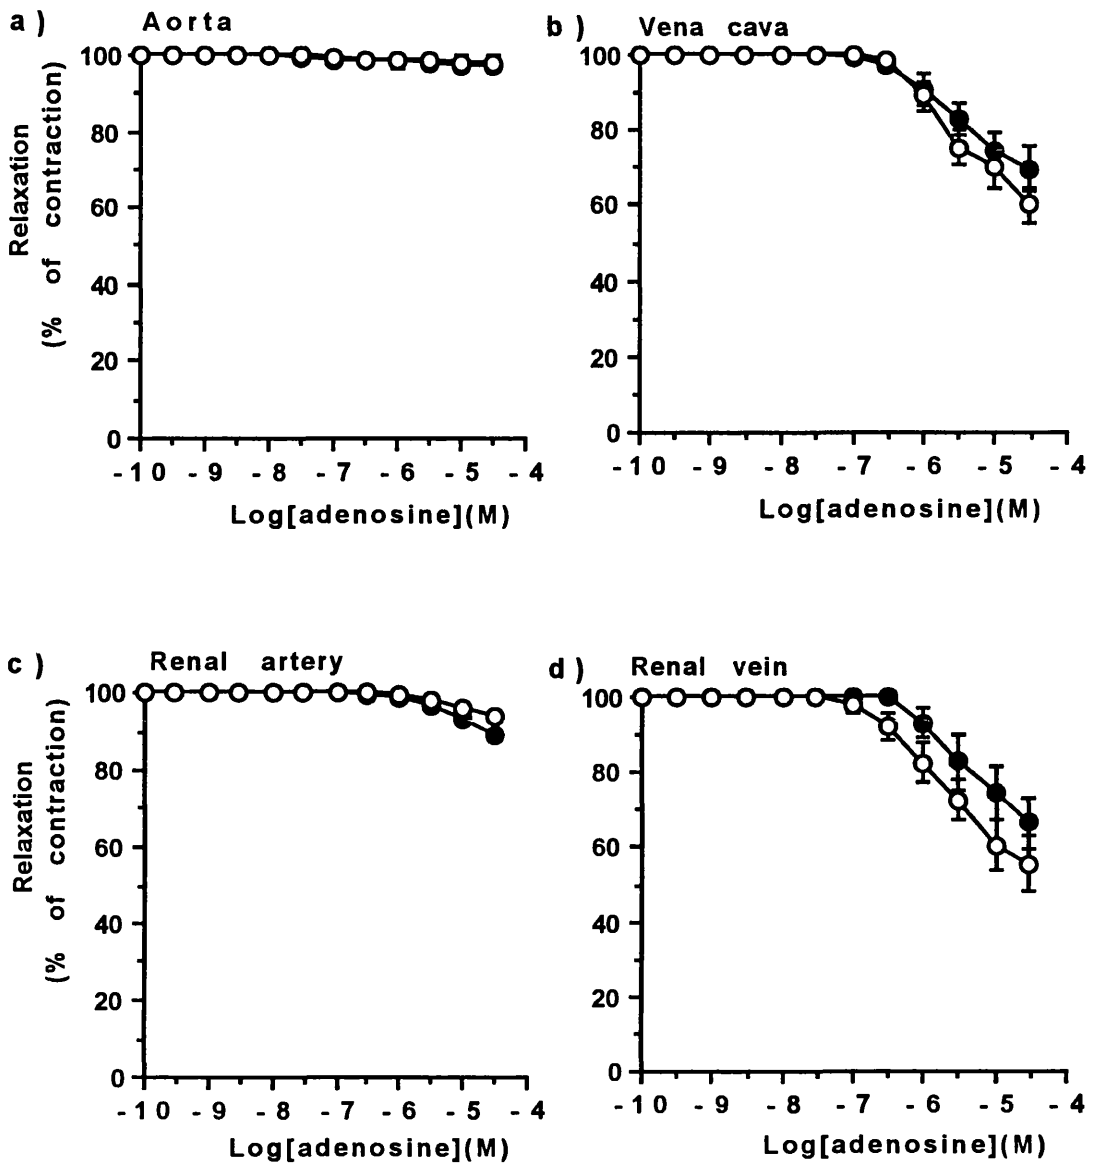 a) Aorta
Relaxation
(% of contraction)
100
80
60
40
20
0
-10 -9 -8 -7 -6 -5 -4
Log[adenosine](M)
b) Vena cava
100
80
60
40
20
0
-10 -9 -8 -7 -6 -5 -4
Log[adenosine](M)
c) Renal artery
Relaxation
(% of contraction)
100
80
60
40
20
0
-10 -9 -8 -7 -6 -5 -4
Log[adenosine](M)
d) Renal vein
100
80
60
40
20
0
-10 -9 -8 -7 -6 -5 -4
Log[adenosine](M)